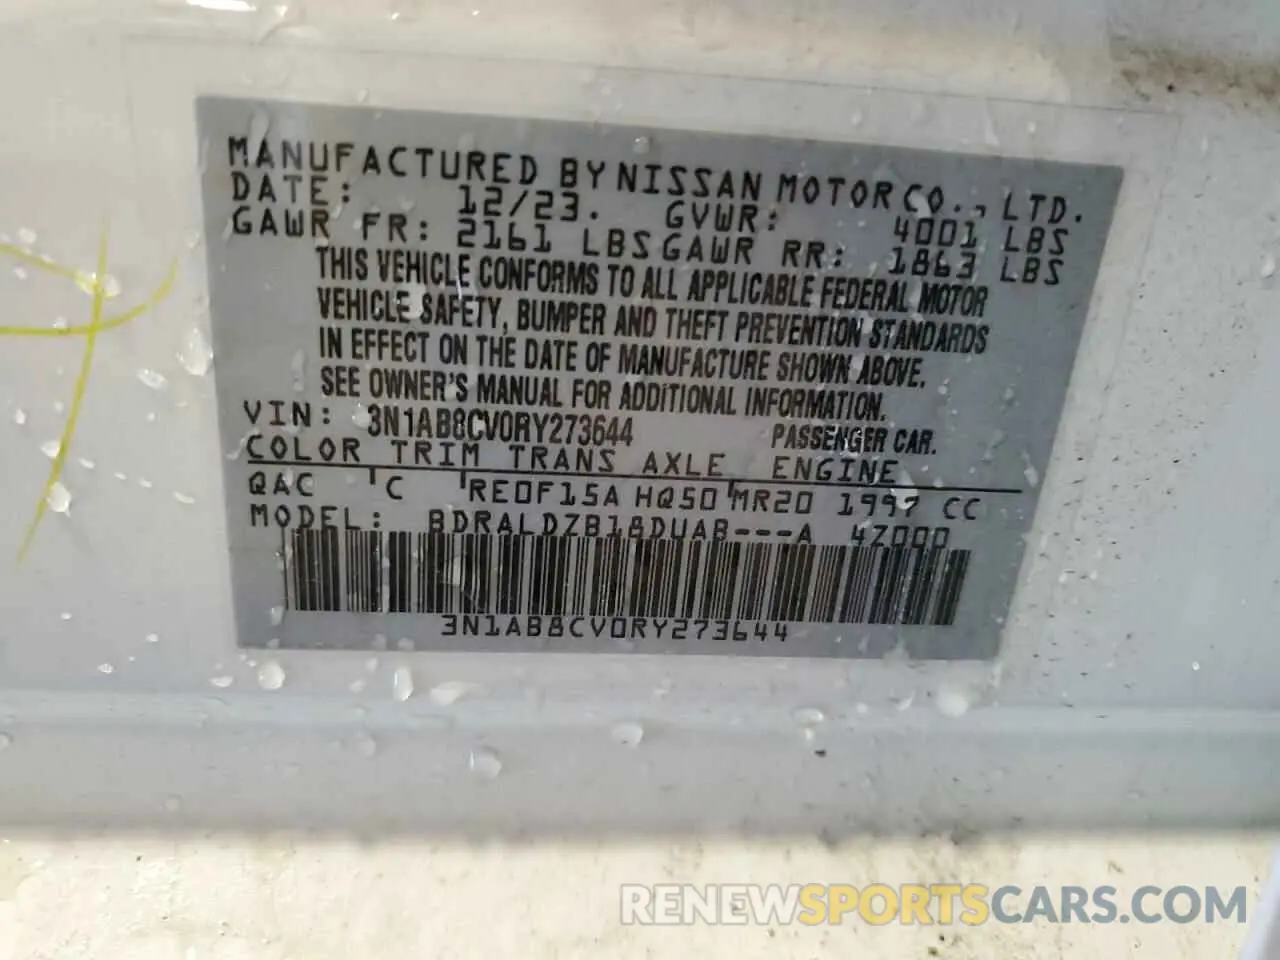 MANUFACTURED BY NISSAN MOTOR CO., LTD.
DATE: 12/23. GVWR: 4001 LBS
GAWR FR: 2161 LBS GAWR RR: 1863 LBS
THIS VEHICLE CONFORMS TO ALL APPLICABLE FEDERAL MOTOR
VEHICLE SAFETY, BUMPER AND THEFT PREVENTION STANDARDS
IN EFFECT ON THE DATE OF MANUFACTURE SHOWN ABOVE.
SEE OWNER'S MANUAL FOR ADDITIONAL INFORMATION.
VIN: 3N1AB8CV0RY273644 PASSENGER CAR.
COLOR TRIM TRANS AXLE ENGINE
QAC C RE0F15A HQ50 MR20 1997 CC
MODEL: BDRALDZB18DUAB---A 4Z000
3N1AB8CV0RY273644
RENEWSPORTSCARS.COM